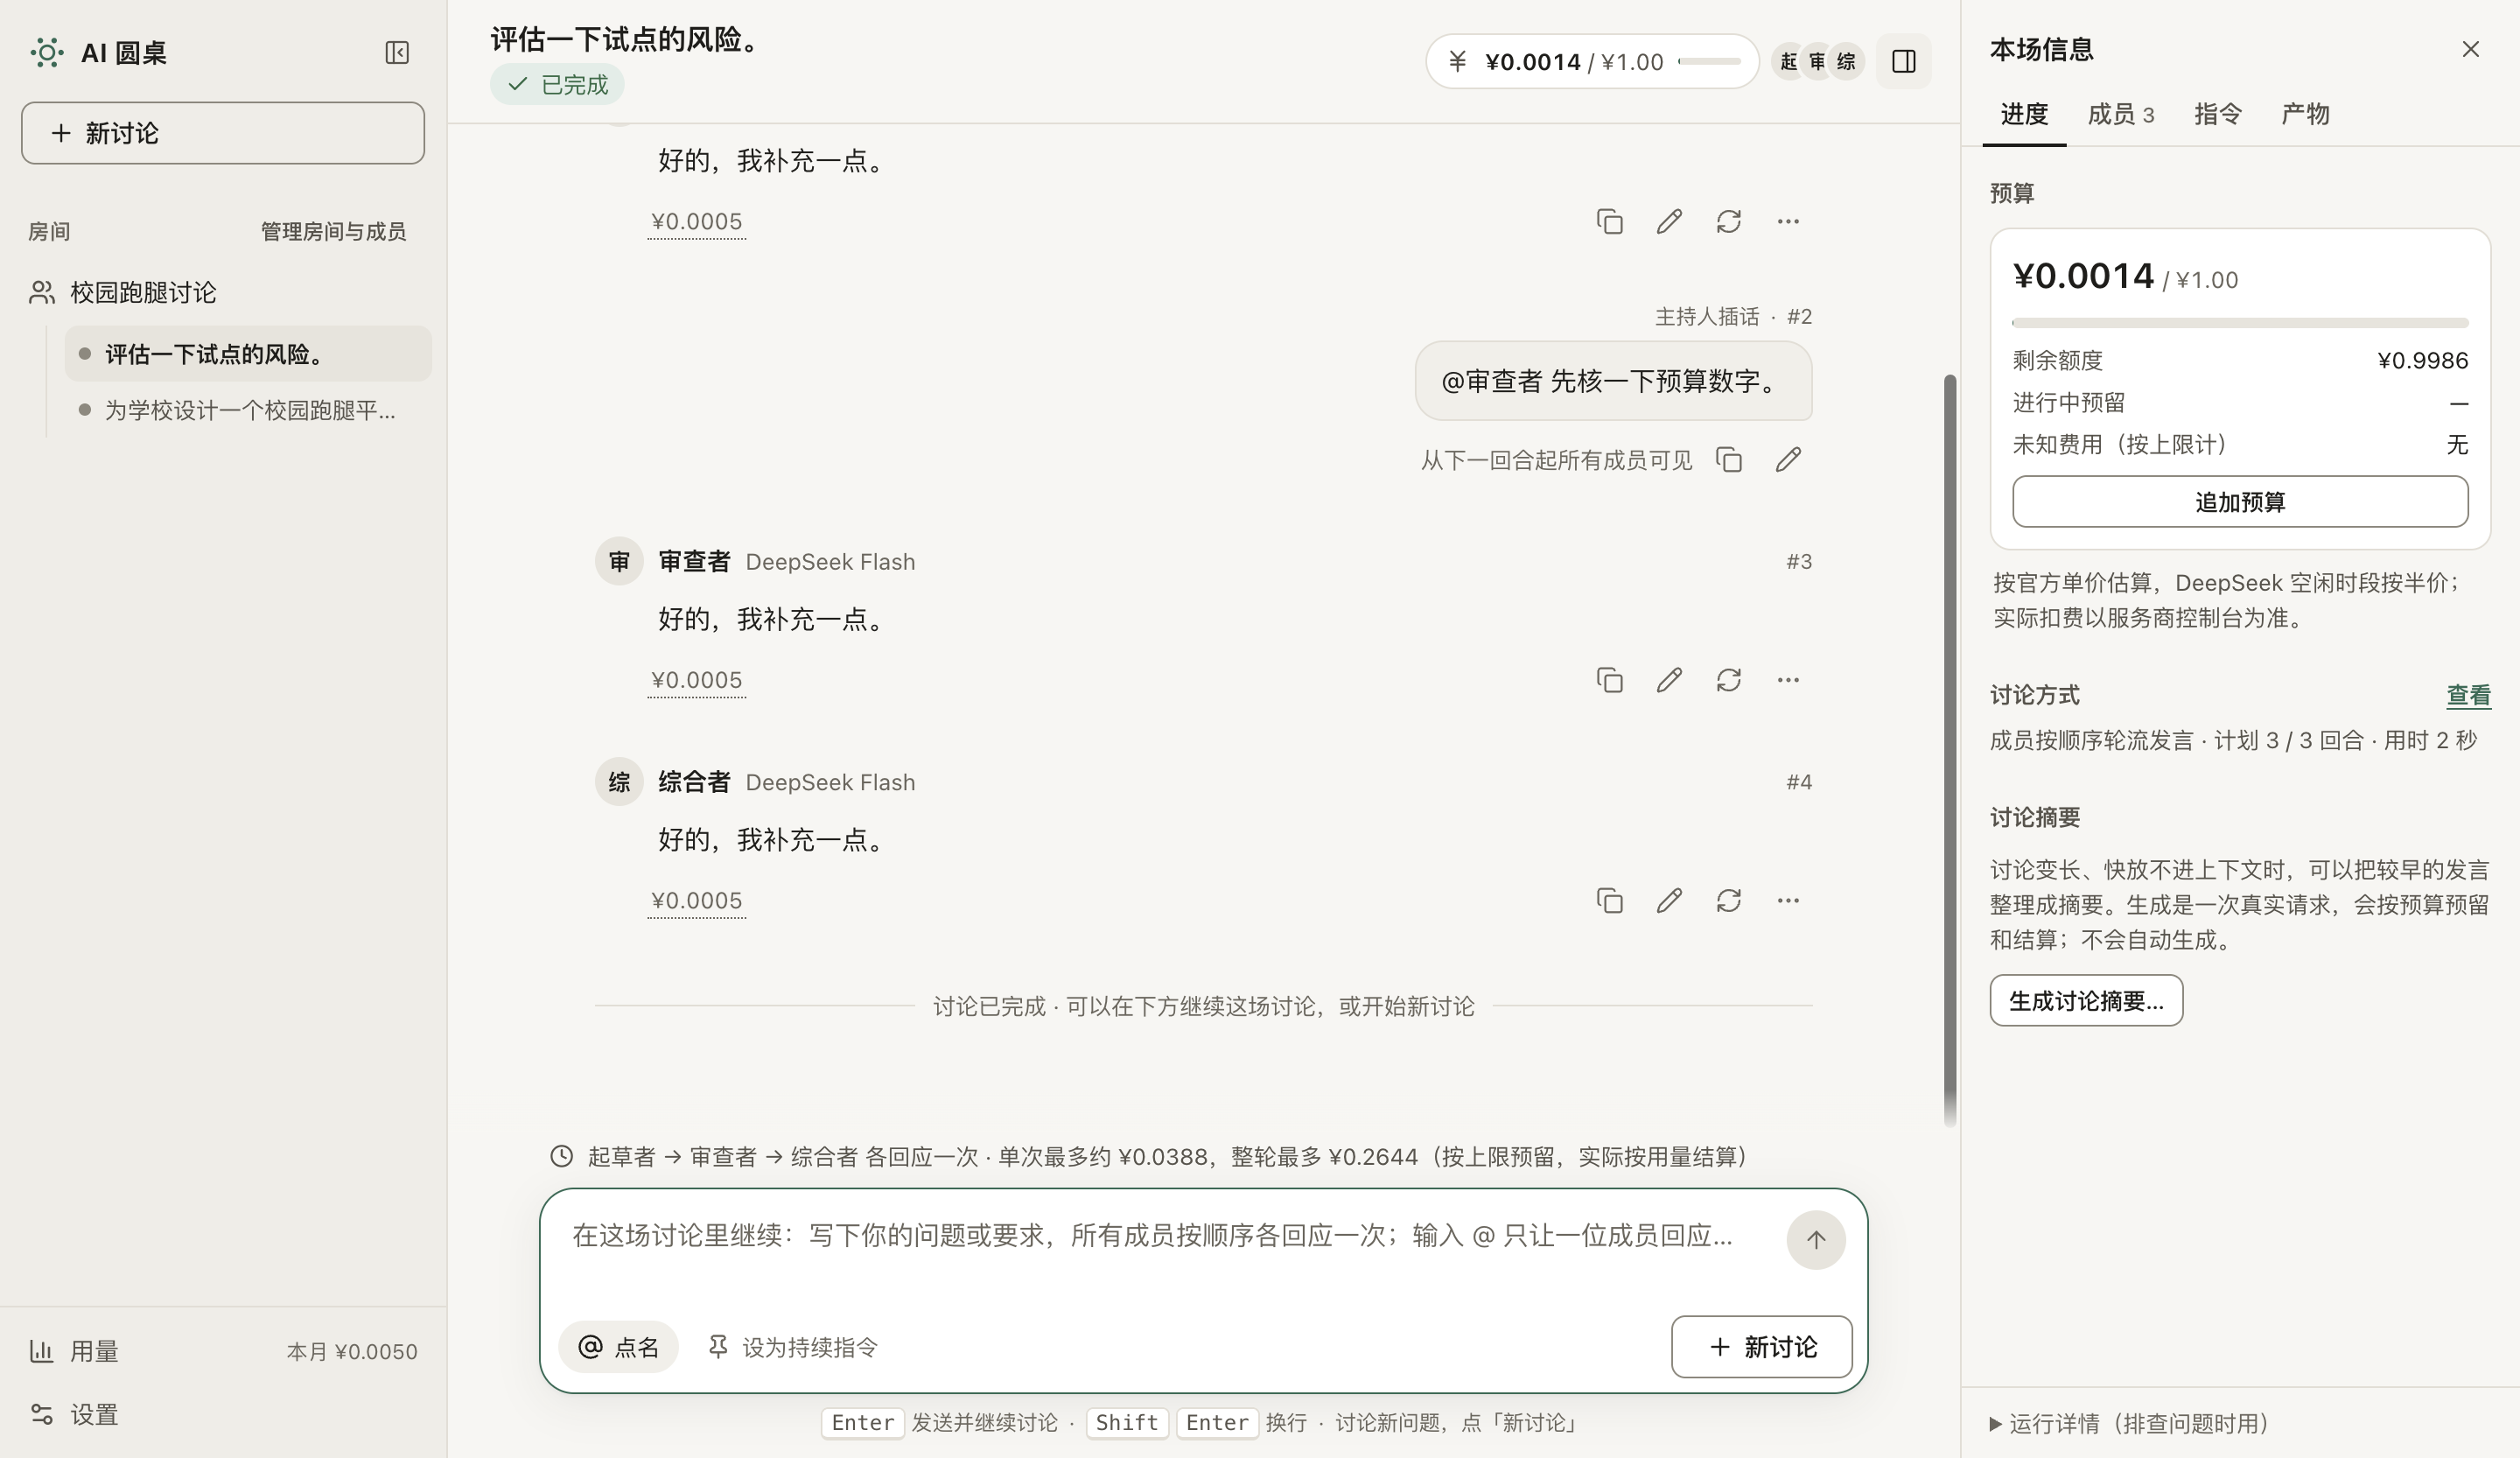 AI 圆桌
新讨论
房间
管理房间与成员
校园跑腿讨论
评估一下试点的风险。
为学校设计一个校园跑腿平...
用量
本月 ¥0.0050
设置
评估一下试点的风险。
已完成
¥0.0014 / ¥1.00
起 审 综
好的，我补充一点。
¥0.0005
主持人插话 · #2
@审查者 先核一下预算数字。
从下一回合起所有成员可见
审 审查者 DeepSeek Flash #3
好的，我补充一点。
¥0.0005
综 综合者 DeepSeek Flash #4
好的，我补充一点。
¥0.0005
讨论已完成 · 可以在下方继续这场讨论，或开始新讨论
起草者 → 审查者 → 综合者 各回应一次 · 单次最多约 ¥0.0388，整轮最多 ¥0.2644（按上限预留，实际按用量结算）
在这场讨论里继续：写下你的问题或要求，所有成员按顺序各回应一次；输入 @ 只让一位成员回应...
@ 点名
设为持续指令
新讨论
Enter 发送并继续讨论 · Shift Enter 换行 · 讨论新问题，点「新讨论」
本场信息
进度 成员 3 指令 产物
预算
¥0.0014 / ¥1.00
剩余额度 ¥0.9986
进行中预留 —
未知费用（按上限计） 无
追加预算
按官方单价估算，DeepSeek 空闲时段按半价；
实际扣费以服务商控制台为准。
讨论方式 查看
成员按顺序轮流发言 · 计划 3 / 3 回合 · 用时 2 秒
讨论摘要
讨论变长、快放不进上下文时，可以把较早的发言
整理成摘要。生成是一次真实请求，会按预算预留
和结算；不会自动生成。
生成讨论摘要...
运行详情（排查问题时用）